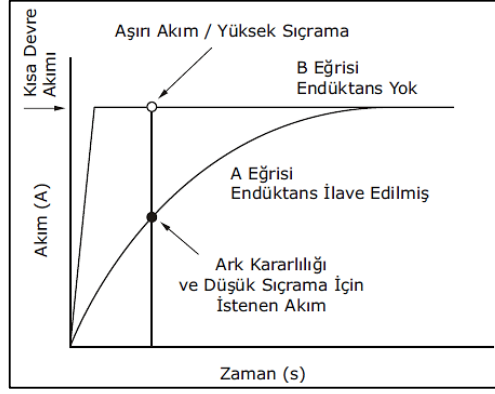 Aşırı Akım / Yüksek Sıçrama
Kısa Devre
Akımı
B Eğrisi
Endüktans Yok
A Eğrisi
Endüktans İlave Edilmiş
Akım (A)
Ark Kararlılığı
ve Düşük Sıçrama İçin
İstenen Akım
Zaman (s)